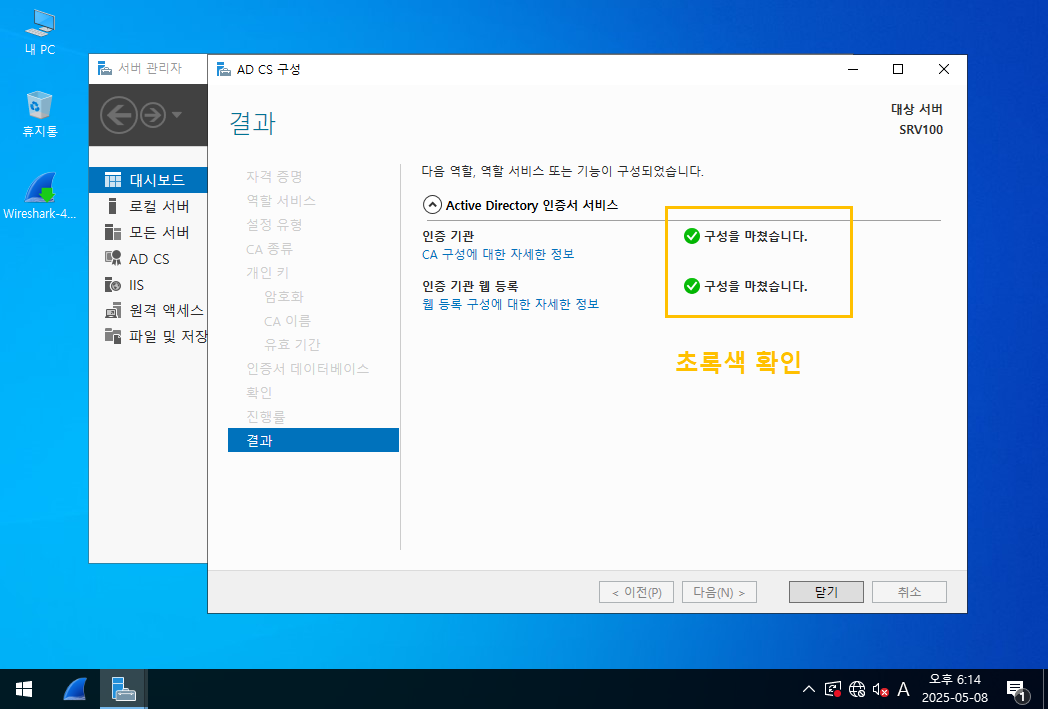 내 PC
휴지통
Wireshark-4...
서버 관리자
대시보드
로컬 서버
모든 서버
AD CS
IIS
원격 액세스
파일 및 저장
AD CS 구성
결과
대상 서버
SRV100
자격 증명
역할 서비스
설정 유형
CA 종류
개인 키
암호화
CA 이름
유효 기간
인증서 데이터베이스
확인
진행률
결과
다음 역할, 역할 서비스 또는 기능이 구성되었습니다.
Active Directory 인증서 서비스
인증 기관
구성을 마쳤습니다.
CA 구성에 대한 자세한 정보
인증 기관 웹 등록
구성을 마쳤습니다.
웹 등록 구성에 대한 자세한 정보
초록색 확인
< 이전(P)
다음(N) >
닫기
취소
A
오후 6:14
2025-05-08
1